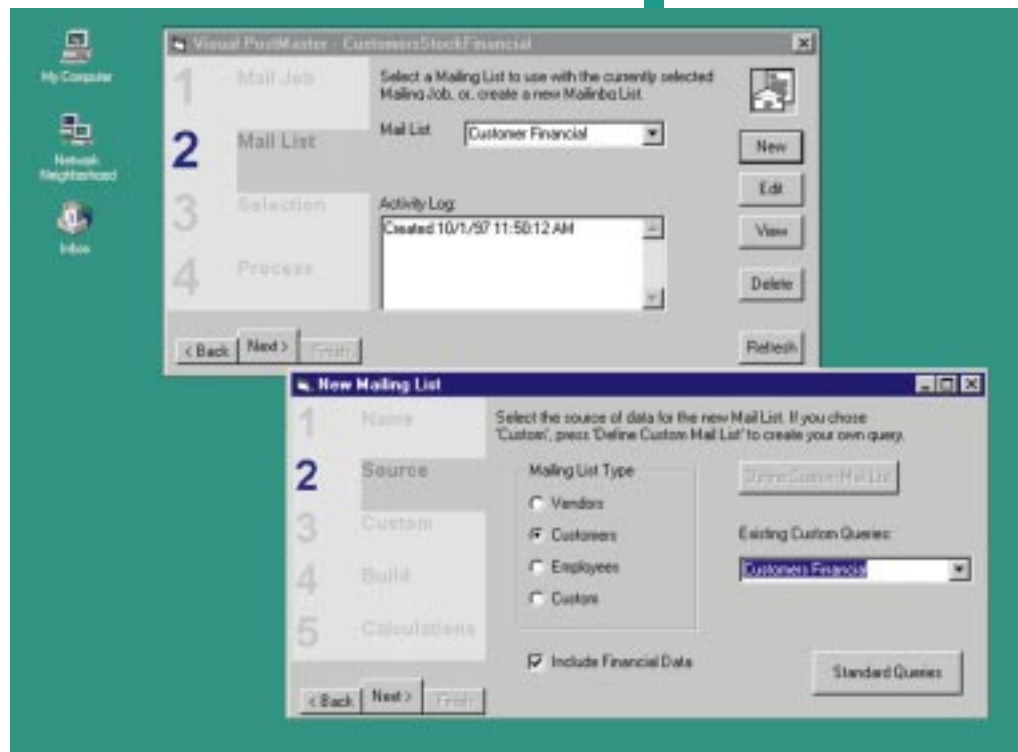 My Computer
Network
Neighborhood
Inbox
Visual PostMaster - CustomersStockFinancial
1 Mail Job
2 Mail List
3 Selection
4 Process
Select a Mailing List to use with the currently selected
Mailing Job, or, create a new Mailinbg List.
Mail List
Customer Financial
Activity Log:
Created 10/1/97 11:50:12 AM
New
Edit
View
Delete
Refresh
< Back
Next >
Finish
New Mailing List
1 Name
2 Source
3 Custom
4 Build
5 Calculations
Select the source of data for the new Mail List. If you chose
'Custom', press 'Define Custom Mail List' to create your own query.
Mailing List Type
Vendors
Customers
Employees
Custom
Include Financial Data
Define Custom Mail List
Existing Custom Queries:
Customers Financial
Standard Queries
< Back
Next >
Finish